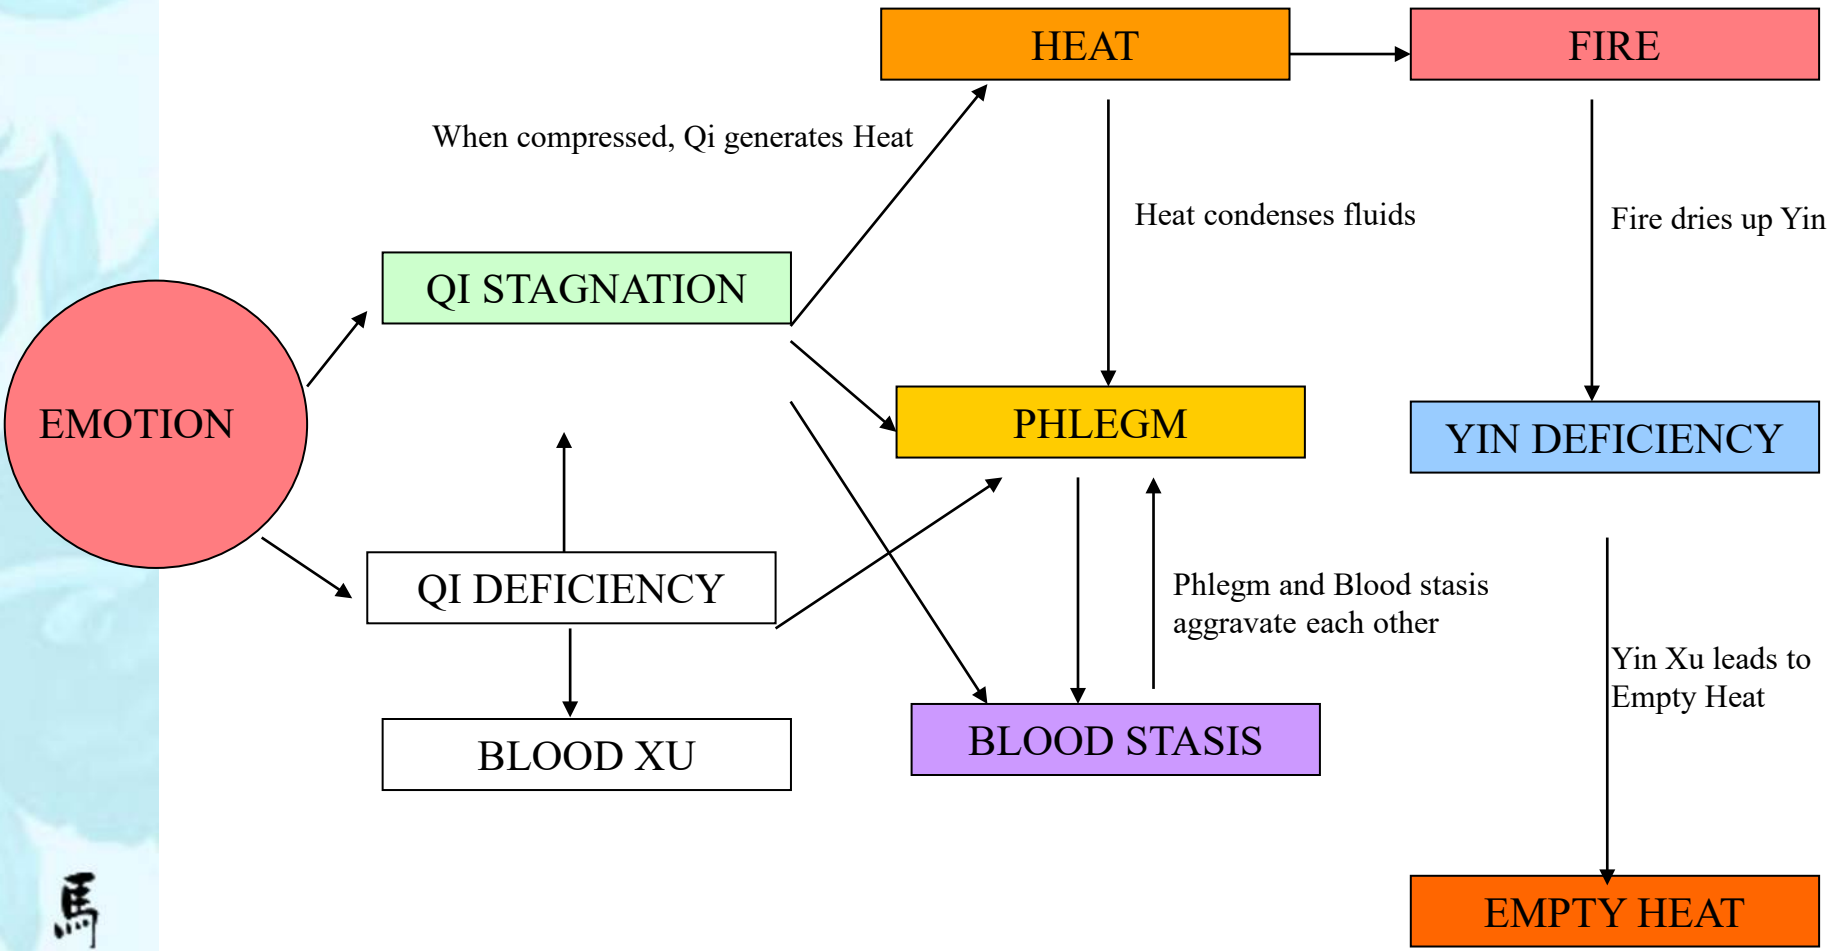 HEAT
FIRE
When compressed, Qi generates Heat
Heat condenses fluids
Fire dries up Yin
QI STAGNATION
EMOTION
PHLEGM
YIN DEFICIENCY
QI DEFICIENCY
Phlegm and Blood stasis
aggravate each other
Yin Xu leads to
Empty Heat
BLOOD XU
BLOOD STASIS
EMPTY HEAT
馬